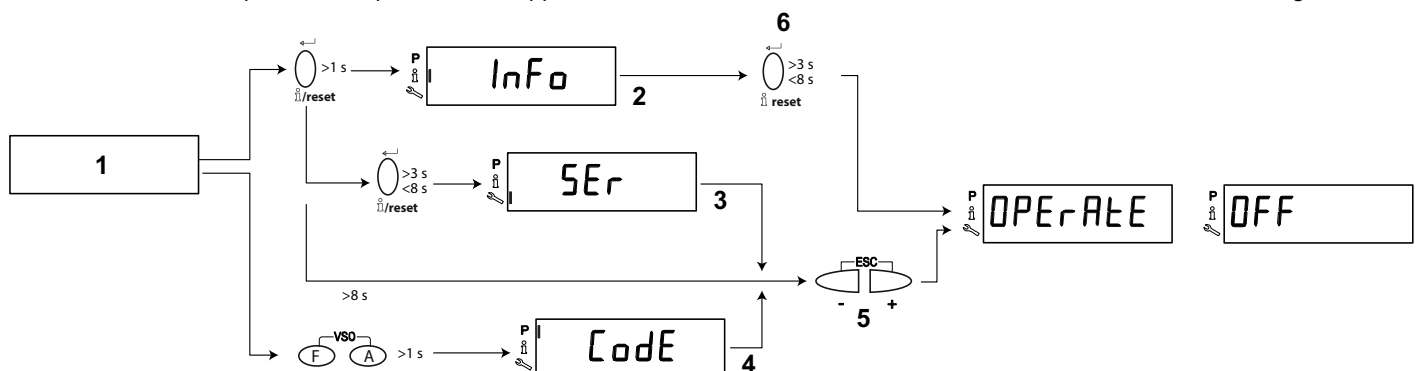 6
>1 s
P
InFo
>3 s
<8 s
i/reset
2
i reset
1
>3 s
<8 s
P
SEr
i/reset
3
P
OPErAtE
P
OFF
ESC
>8 s
- +
5
VSO
F A >1 s
P
CodE
4